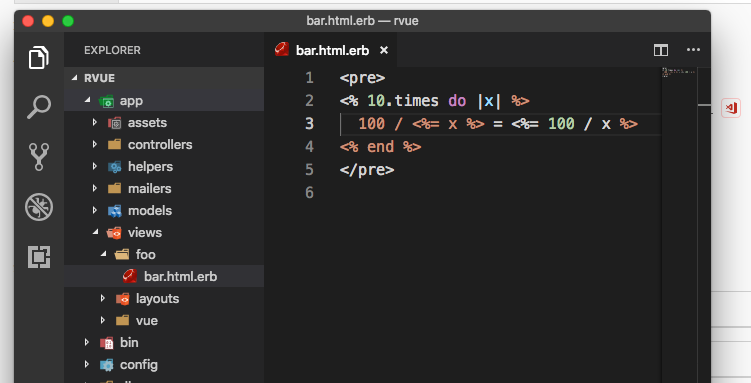 bar.html.erb — rvue
EXPLORER
bar.html.erb ×
RVUE
app
assets
controllers
helpers
mailers
models
views
foo
bar.html.erb
layouts
vue
bin
config
1 <pre>
2 <% 10.times do |x| %>
3 100 / <%= x %> = <%= 100 / x %>
4 <% end %>
5 </pre>
6